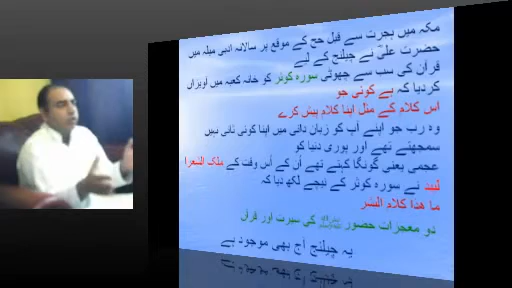 مکہ میں ہجرت سے قبل حج کے موقع پر سالانہ ادبی میلہ میں
حضرت علیؓ نے چیلنج کے لیے
قرآن کی سب سے چھوٹی سورہ کوثر کو خانہ کعبہ میں آویزاں
کردیا کہ ہے کوئی جو
اس کلام کے مثل اپنا کلام پیش کرے
وہ رب جو اپنے آپ کو زبان دانی میں اپنا کوئی ثانی نہیں
سمجھتے تھے اور پوری دنیا کو
عجمی یعنی گونگا کہتے تھے اُن کے اُس وقت کے ملک الشعرا
لبید نے سورہ کوثر کے نیچے لکھ دیا کہ
ما ھذا کلام البشر
دو معجزات حضور ﷺ کی سیرت اور قرآن
یہ چیلنج آج بھی موجود ہے